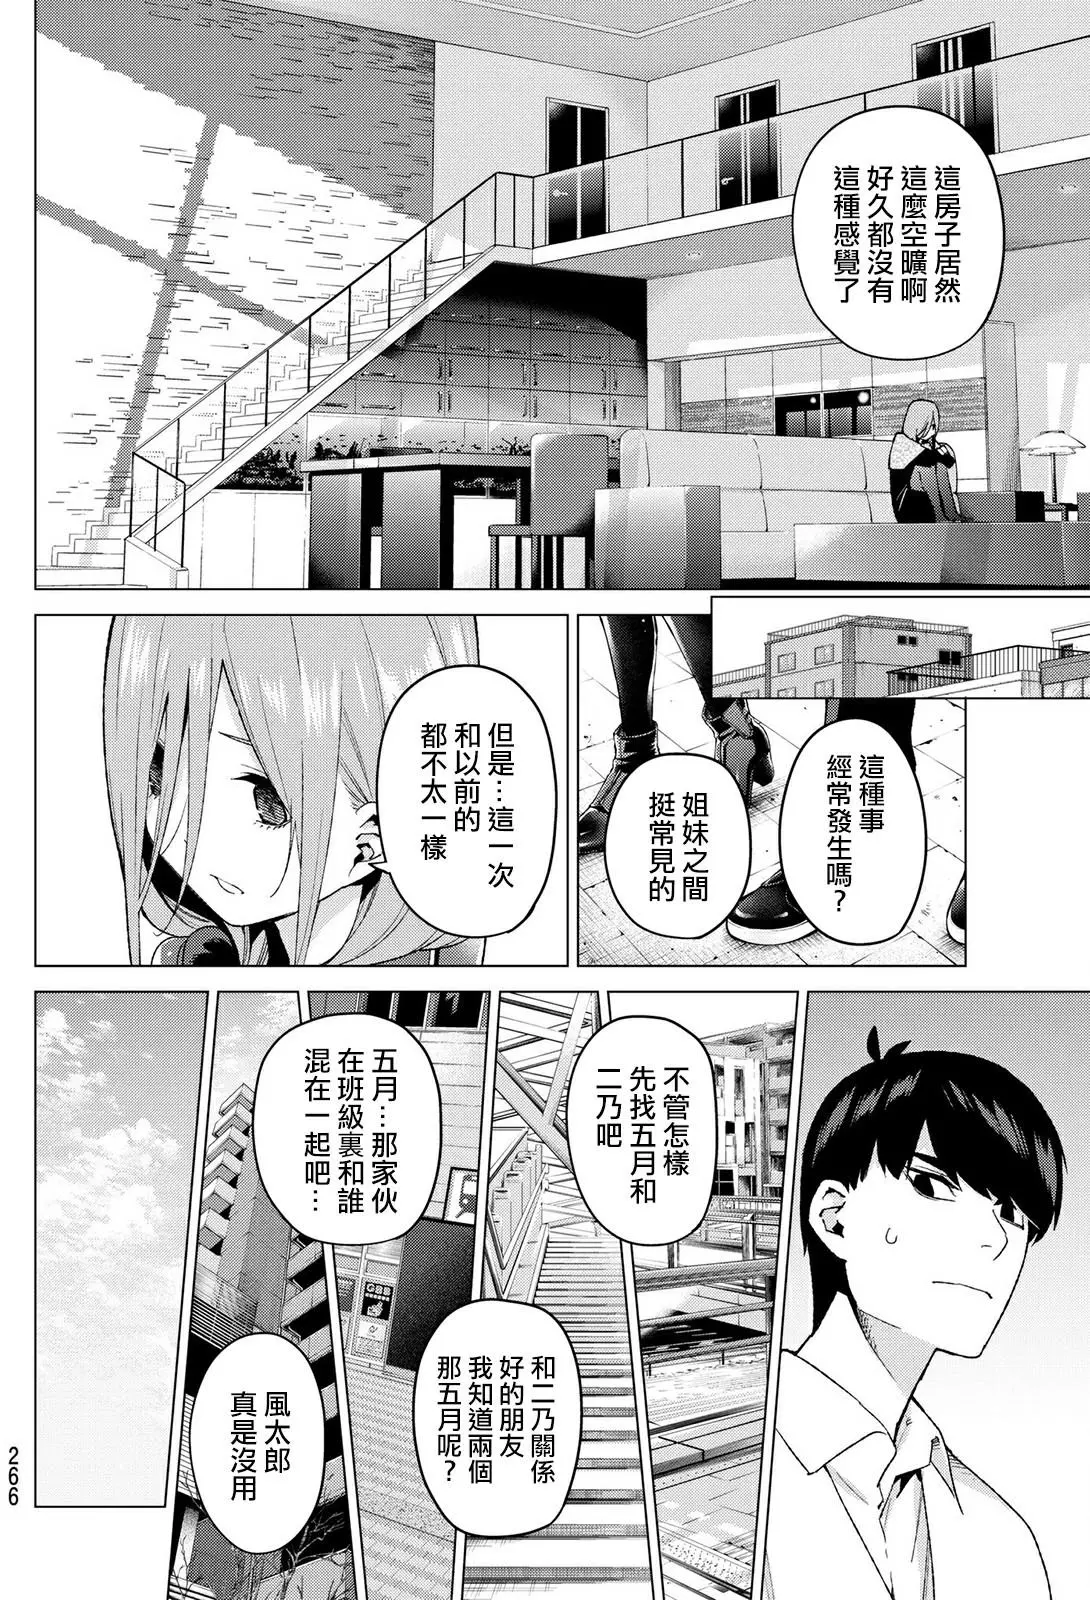 這房子居然
這麼空曠啊
好久都沒有
這種感覺了
這種事
經常發生嗎？
姐妹之間
挺常見的
但是…這一次
和以前的
都不太一樣
不管怎樣
先找五月和
二乃吧
和二乃關係
好的朋友
我知道兩個
那五月呢？
五月…那家伙
在班級裏和誰
混在一起吧…
風太郎
真是沒用
266